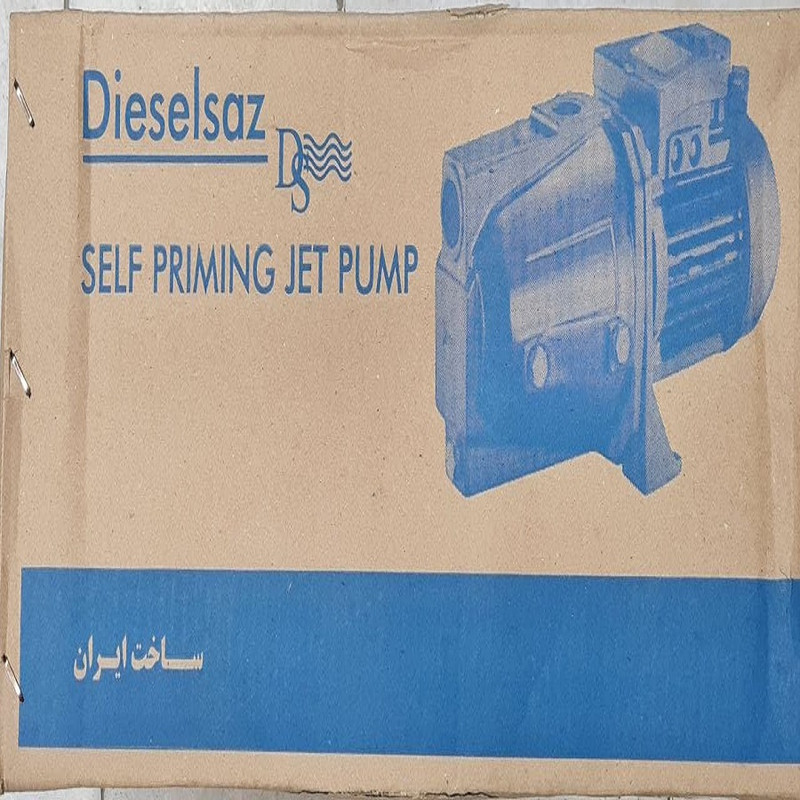 Dieselsaz
DS
SELF PRIMING JET PUMP
ساخت ایران